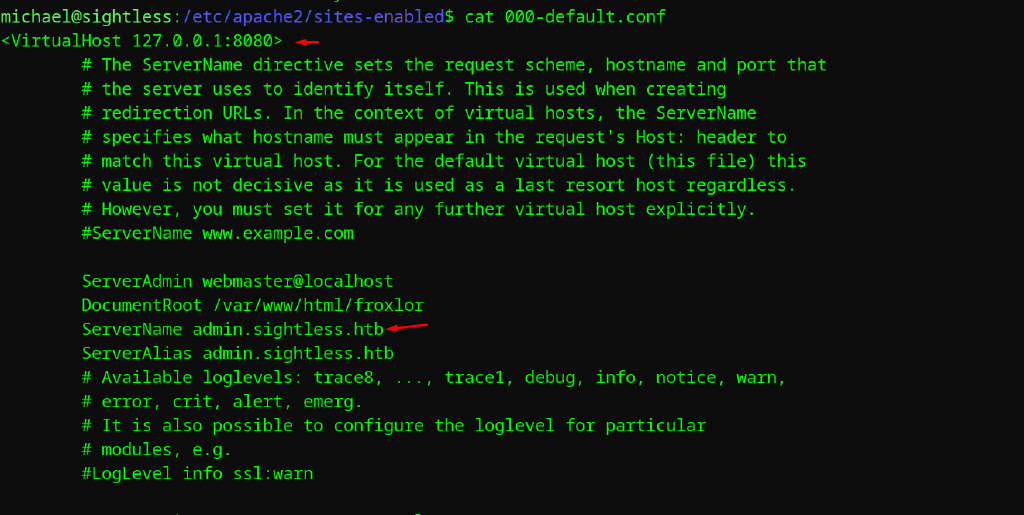 michael@sightless:/etc/apache2/sites-enabled$ cat 000-default.conf
<VirtualHost 127.0.0.1:8080>
# The ServerName directive sets the request scheme, hostname and port that
# the server uses to identify itself. This is used when creating
# redirection URLs. In the context of virtual hosts, the ServerName
# specifies what hostname must appear in the request's Host: header to
# match this virtual host. For the default virtual host (this file) this
# value is not decisive as it is used as a last resort host regardless.
# However, you must set it for any further virtual host explicitly.
#ServerName www.example.com
ServerAdmin webmaster@localhost
DocumentRoot /var/www/html/froxlor
ServerName admin.sightless.htb
ServerAlias admin.sightless.htb
# Available loglevels: trace8, ..., trace1, debug, info, notice, warn,
# error, crit, alert, emerg.
# It is also possible to configure the loglevel for particular
# modules, e.g.
#LogLevel info ssl:warn